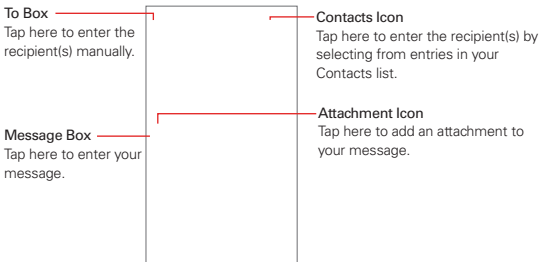 To Box
Tap here to enter the
recipient(s) manually.
Message Box
Tap here to enter your
message.
Contacts Icon
Tap here to enter the recipient(s) by
selecting from entries in your
Contacts list.
Attachment Icon
Tap here to add an attachment to
your message.